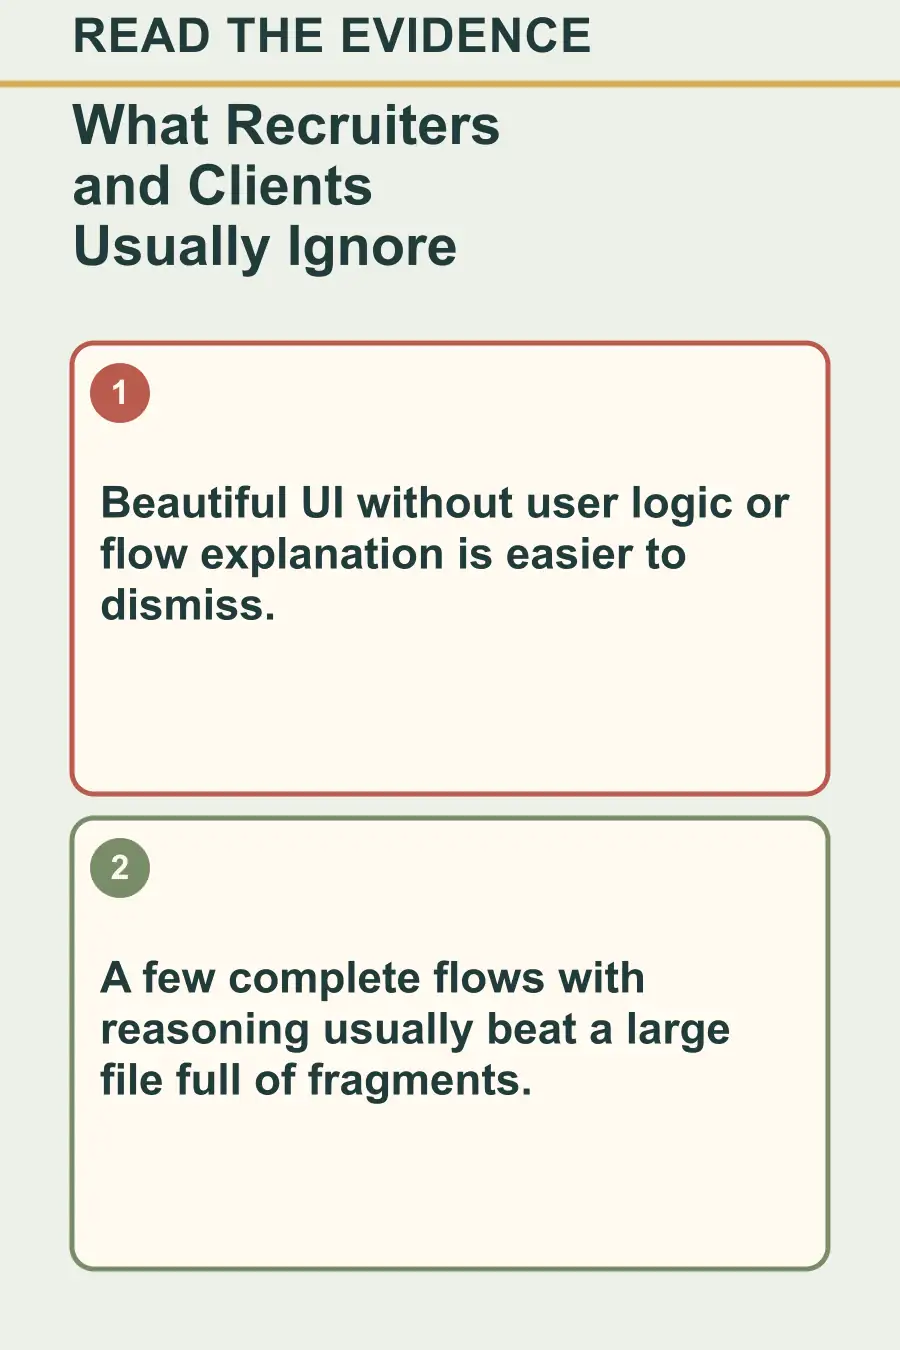 READ THE EVIDENCE
What Recruiters
and Clients
Usually Ignore
1
Beautiful UI without user logic or
flow explanation is easier to
dismiss.
2
A few complete flows with
reasoning usually beat a large
file full of fragments.